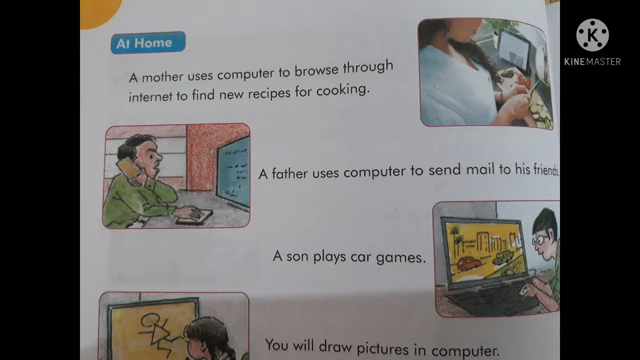 At Home
A mother uses computer to browse through
internet to find new recipes for cooking.
A father uses computer to send mail to his friends
A son plays car games.
You will draw pictures in computer.
KINEMASTER